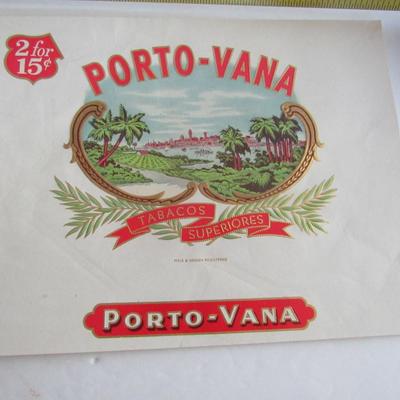 2 for
15¢
PORTO-VANA
TABACOS
SUPERIORES
PORTO-VANA